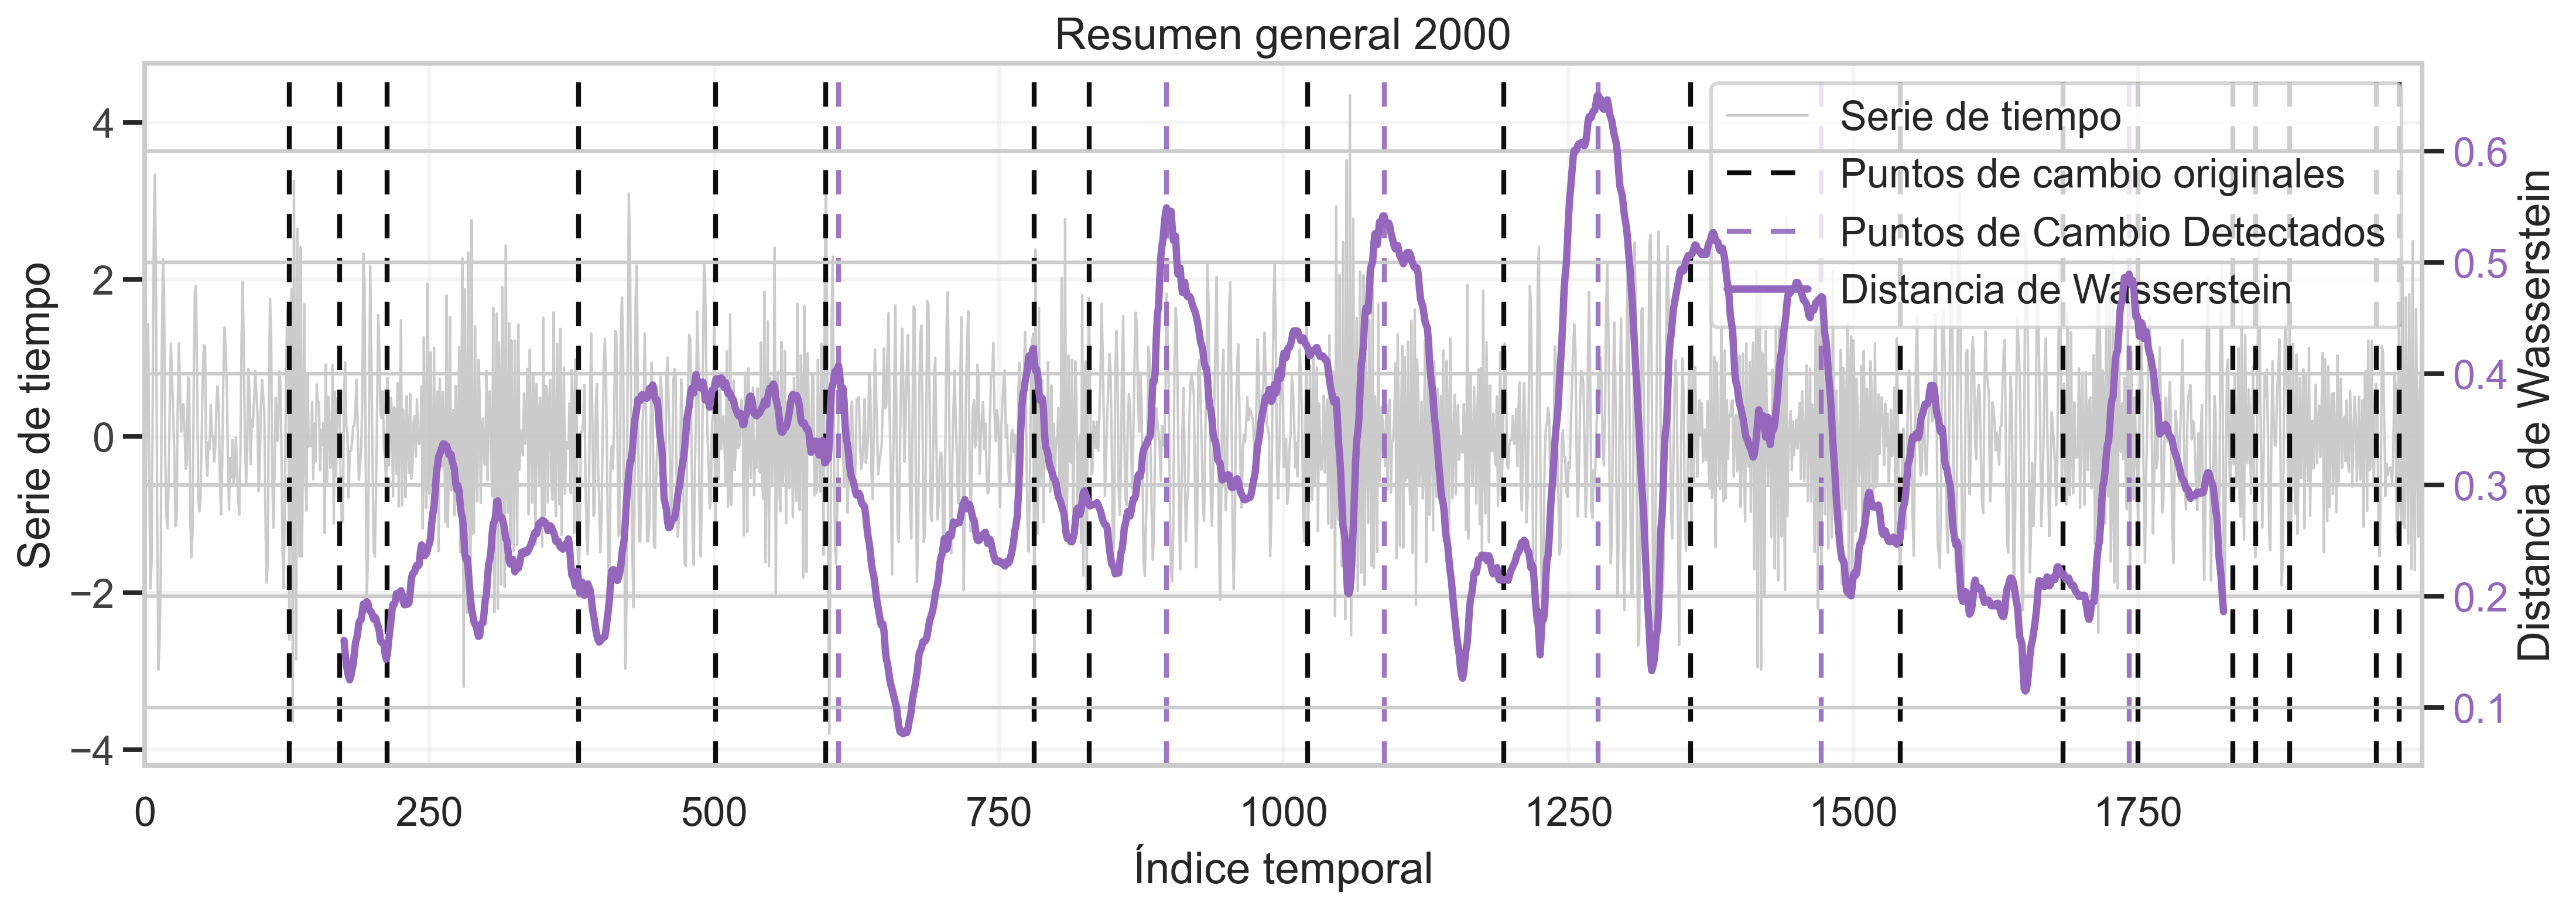 Resumen general 2000
Serie de tiempo
4
2
0
−2
−4
Serie de tiempo
Puntos de cambio originales
Puntos de Cambio Detectados
Distancia de Wasserstein
0.6
0.5
0.4
0.3
0.2
0.1
Distancia de Wasserstein
0 250 500 750 1000 1250 1500 1750
Índice temporal